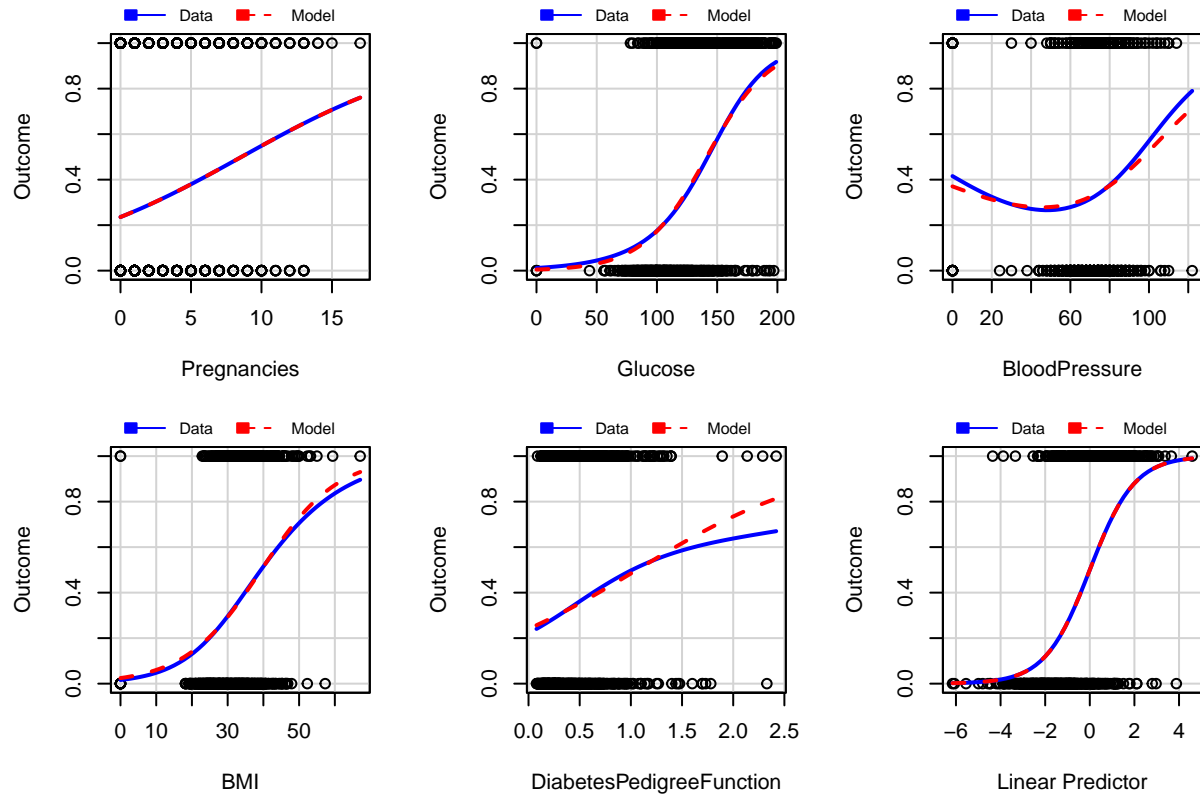 Data Model
Outcome
0.0 0.4 0.8
0 5 10 15
Pregnancies
Data Model
Outcome
0.0 0.4 0.8
0 50 100 150 200
Glucose
Data Model
Outcome
0.0 0.4 0.8
0 20 60 100
BloodPressure
Data Model
Outcome
0.0 0.4 0.8
0 10 30 50
BMI
Data Model
Outcome
0.0 0.4 0.8
0.0 0.5 1.0 1.5 2.0 2.5
DiabetesPedigreeFunction
Data Model
Outcome
0.0 0.4 0.8
−6 −4 −2 0 2 4
Linear Predictor